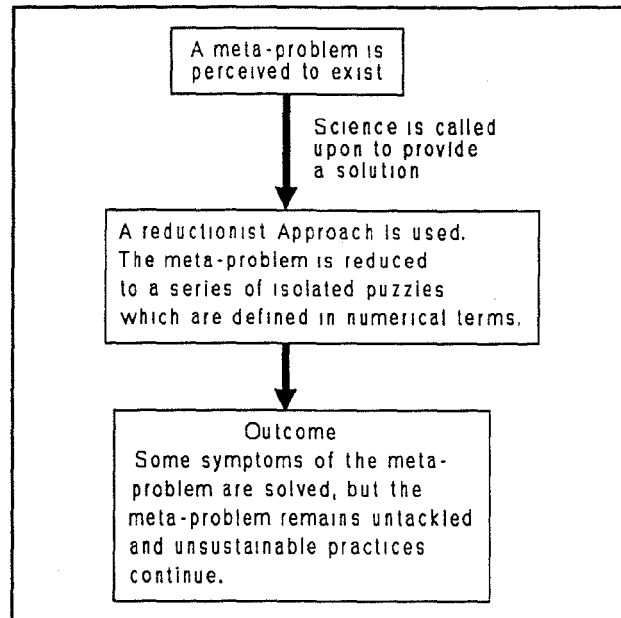 A meta-problem is
perceived to exist
Science is called
upon to provide
a solution
A reductionist Approach is used.
The meta-problem is reduced
to a series of isolated puzzles
which are defined in numerical terms.
Outcome
Some symptoms of the meta-
problem are solved, but the
meta-problem remains untackled
and unsustainable practices
continue.